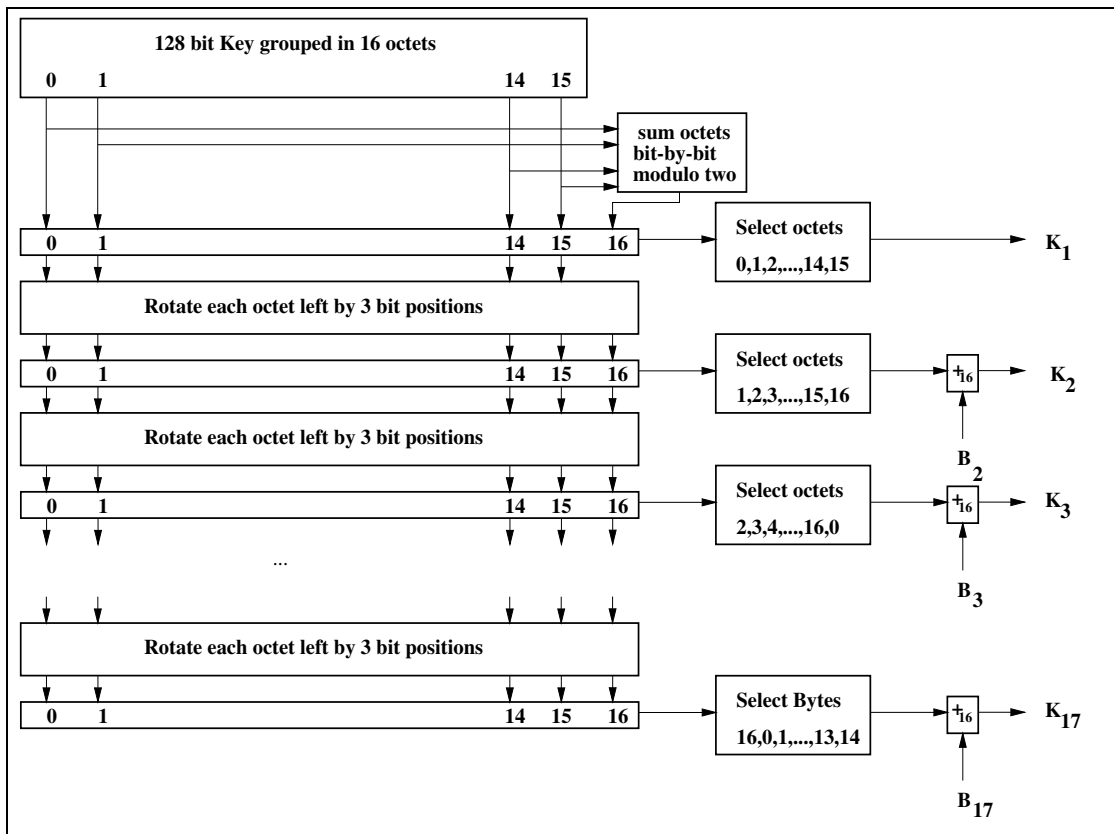 128 bit Key grouped in 16 octets
0 1 14 15
sum octets
bit-by-bit
modulo two
0 1 14 15 16
Select octets
0,1,2,...,14,15
K1
Rotate each octet left by 3 bit positions
0 1 14 15 16
Select octets
1,2,3,...,15,16
+16
K2
B2
Rotate each octet left by 3 bit positions
0 1 14 15 16
Select octets
2,3,4,...,16,0
+16
K3
B3
...
Rotate each octet left by 3 bit positions
0 1 14 15 16
Select Bytes
16,0,1,...,13,14
+16
K17
B17